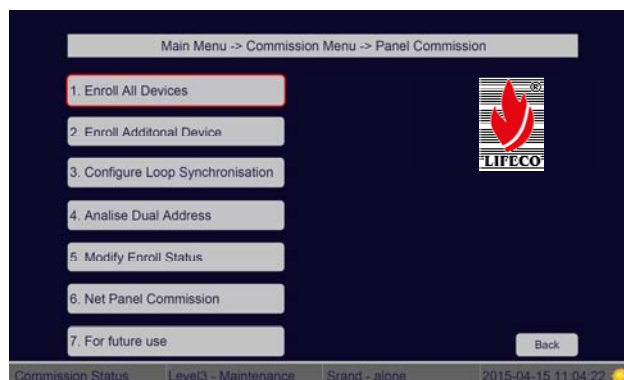 Main Menu -> Commission Menu -> Panel Commission
1. Enroll All Devices
®
2. Enroll Additonal Device
LIFECO
3. Configure Loop Synchronisation
4. Analise Dual Address
5. Modify Enroll Status
6. Net Panel Commission
7. For future use
Back
Commission Status Level3 - Maintenance Srand - alone 2015-04-15 11:04:22